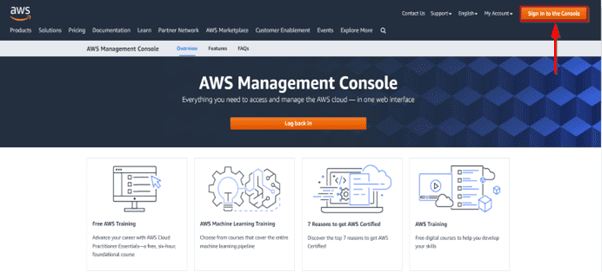 aws
Contact Us Support English My Account Sign In to the Console
Products Solutions Pricing Documentation Learn Partner Network AWS Marketplace Customer Enablement Events Explore More
AWS Management Console Overview Features FAQs
AWS Management Console
Everything you need to access and manage the AWS cloud — in one web interface
Log back in
Free AWS Training
Advance your career with AWS Cloud
Practitioner Essentials—a free, six-hour,
foundational course
AWS Machine Learning Training
Choose from courses that cover the entire
machine learning pipeline
7 Reasons to get AWS Certified
Discover the top 7 reasons to get AWS
Certified
AWS Training
Free digital courses to help you develop
your skills